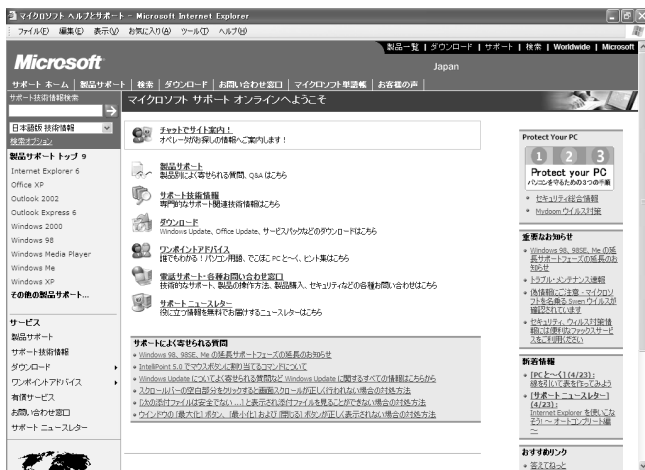 マイクロソフト ヘルプとサポート - Microsoft Internet Explorer
ファイル(F) 編集(E) 表示(V) お気に入り(A) ツール(T) ヘルプ(H)
製品一覧 | ダウンロード | サポート | 検索 | Worldwide | Microsoft
Microsoft
Japan
サポート ホーム | 製品サポート | 検索 | ダウンロード | お問い合わせ窓口 | マイクロソフト単語帳 | お客様の声 |
サポート技術情報検索
マイクロソフト サポート オンラインへようこそ
日本語版 技術情報
検索オプション
製品サポート トップ 9
Internet Explorer 6
Office XP
Outlook 2002
Outlook Express 6
Windows 2000
Windows 98
Windows Media Player
Windows Me
Windows XP
その他の製品サポート...
サービス
製品サポート
サポート技術情報
ダウンロード
ワンポイントアドバイス
有償サービス
お問い合わせ窓口
サポート ニュースレター
チャットでサイト案内!
オペレータがお探しの情報へご案内します!
製品サポート
製品別によく寄せられる質問、Q&A はこちら
サポート技術情報
専門的なサポート関連技術情報はこちら
ダウンロード
Windows Update, Office Update, サービスパックなどのダウンロードはこちら
ワンポイントアドバイス
誰でもわかる! パソコン用語、でこぼこ PC と~く、ヒント集はこちら
電話サポート・各種お問い合わせ窓口
技術的なサポート、製品の操作方法、製品購入、セキュリティなどの各種お問い合わせはこちら
サポート ニュースレター
役に立つ情報を無料でお届けするニュースレターはこちら
サポートによく寄せられる質問
Windows 98、98SE、Me の延長サポートフェーズの延長のお知らせ
IntelliPoint 5.0 でマウスボタンに割り当てるコマンドについて
Windows Update についてよく寄せられる質問など Windows Update に関するすべての情報はこちらから
スクロールバーの空白部分をクリックすると画面スクロールが正しく行われない場合の対処方法
「次の添付ファイルは安全でない ...」と表示され添付ファイルを見ることができない場合の対処方法
ウインドウの [最大化] ボタン、[最小化] および [閉じる] ボタンが正しく表示されない場合の対処方法
Protect Your PC
1 2 3
Protect your PC
パソコンを守るための3つの手順
セキュリティ総合情報
Mydoom ウイルス対策
重要なお知らせ
Windows 98、98SE、Me の延
長サポートフェーズの延長のお
知らせ
トラブル・メンテナンス速報
偽情報にご注意 - マイクロソ
フトを名乗る Swen ウイルスが
確認されています
セキュリティ、ウィルス対策情
報には便利なファックスサービ
スをご利用ください
新着情報
[PC と~く] (4/23) :
線を引いて表を作ってみよう
[サポート ニュースレター]
(4/23) :
Internet Explorer を使いこな
そう! ~ オートコンプリート編
~
おすすめリンク
答えてねっと